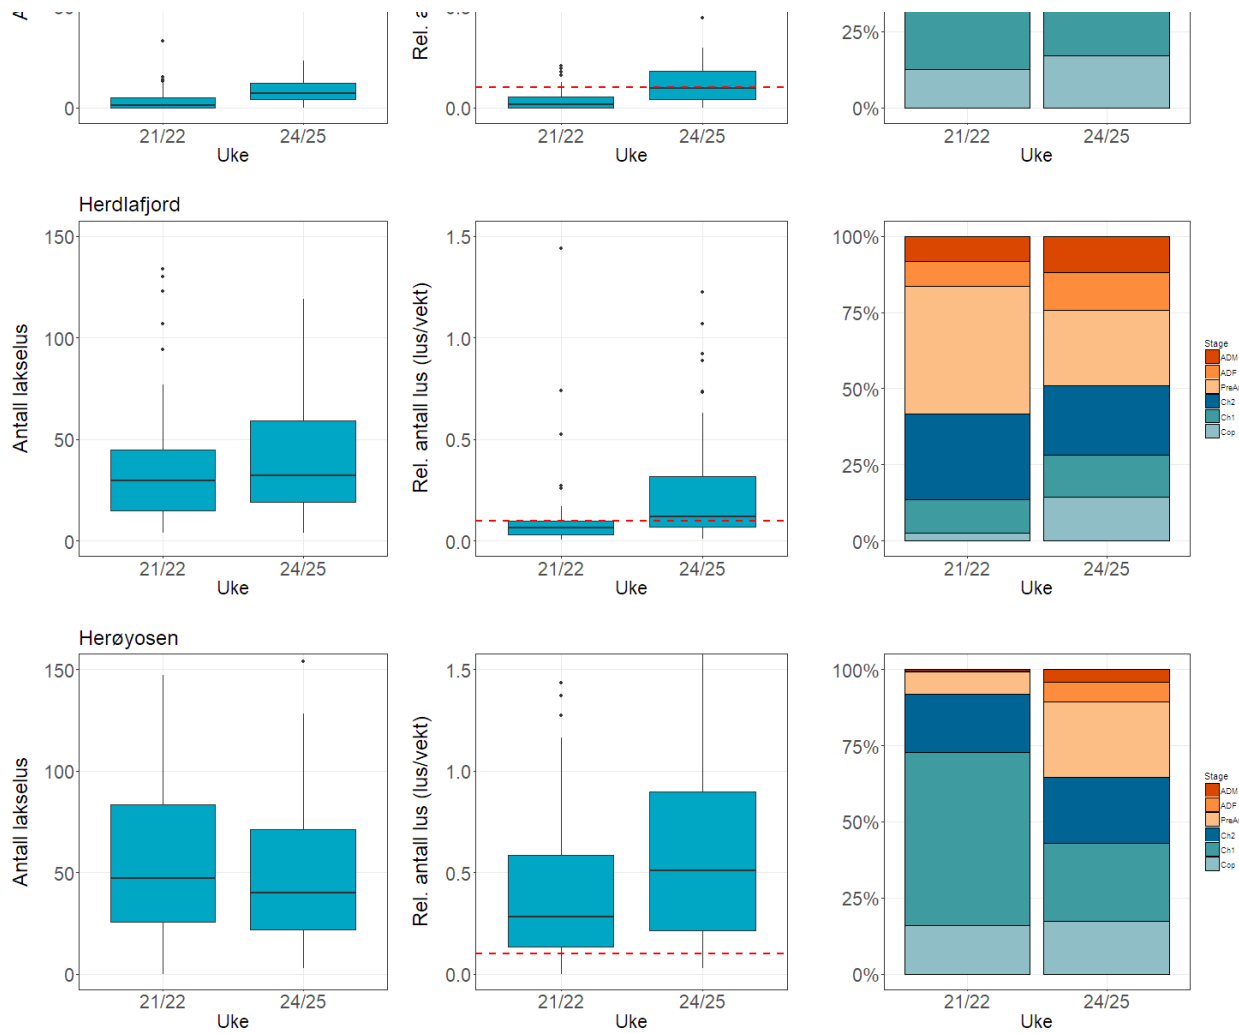 50
0
21/22 24/25
Uke
0.5
0.0
21/22 24/25
Uke
25%
0%
21/22 24/25
Uke
Herdlafjord
Antall lakselus
150
100
50
0
21/22 24/25
Uke
Rel. antall lus (lus/vekt)
1.5
1.0
0.5
0.0
21/22 24/25
Uke
100%
75%
50%
25%
0%
21/22 24/25
Uke
Stage
ADM
ADF
PreA
Ch2
Ch1
Cop
Herøyosen
Antall lakselus
150
100
50
0
21/22 24/25
Uke
Rel. antall lus (lus/vekt)
1.5
1.0
0.5
0.0
21/22 24/25
Uke
100%
75%
50%
25%
0%
21/22 24/25
Uke
Stage
ADM
ADF
PreA
Ch2
Ch1
Cop